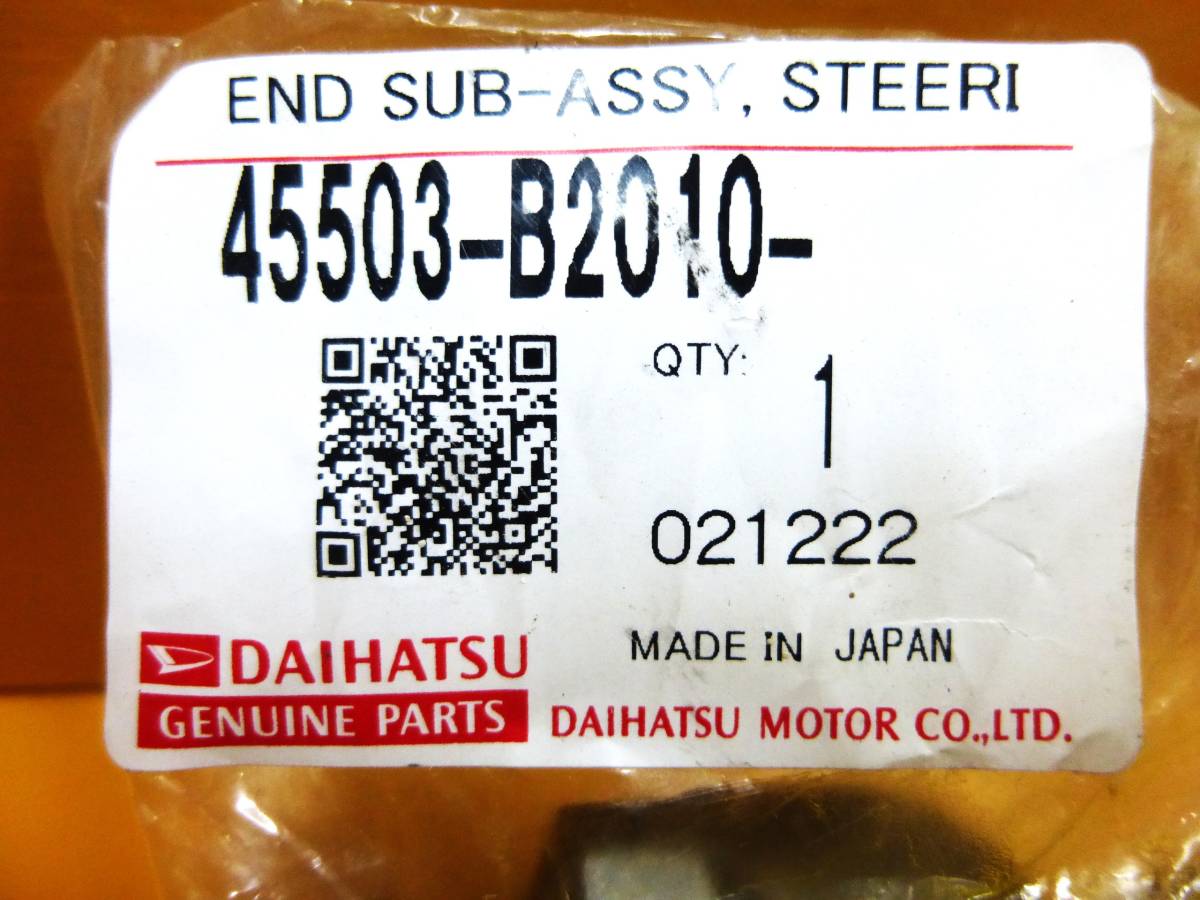 END SUB-ASSY, STEERI
45503-B2010-
QTY: 1
021222
MADE IN JAPAN
DAIHATSU
GENUINE PARTS
DAIHATSU MOTOR CO.,LTD.